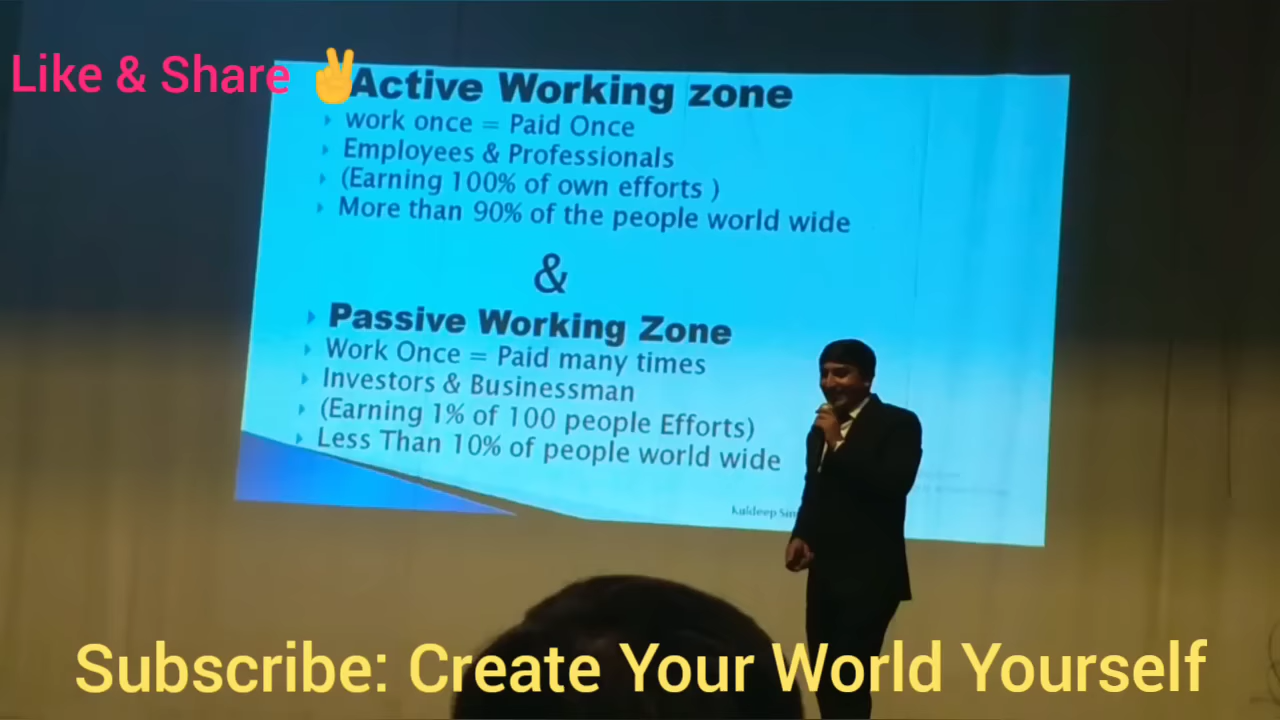 Like & Share ✌
Active Working zone
work once = Paid Once
Employees & Professionals
(Earning 100% of own efforts )
More than 90% of the people world wide
&
Passive Working Zone
Work Once = Paid many times
Investors & Businessman
(Earning 1% of 100 people Efforts)
Less Than 10% of people world wide
Kuldeep
Subscribe: Create Your World Yourself